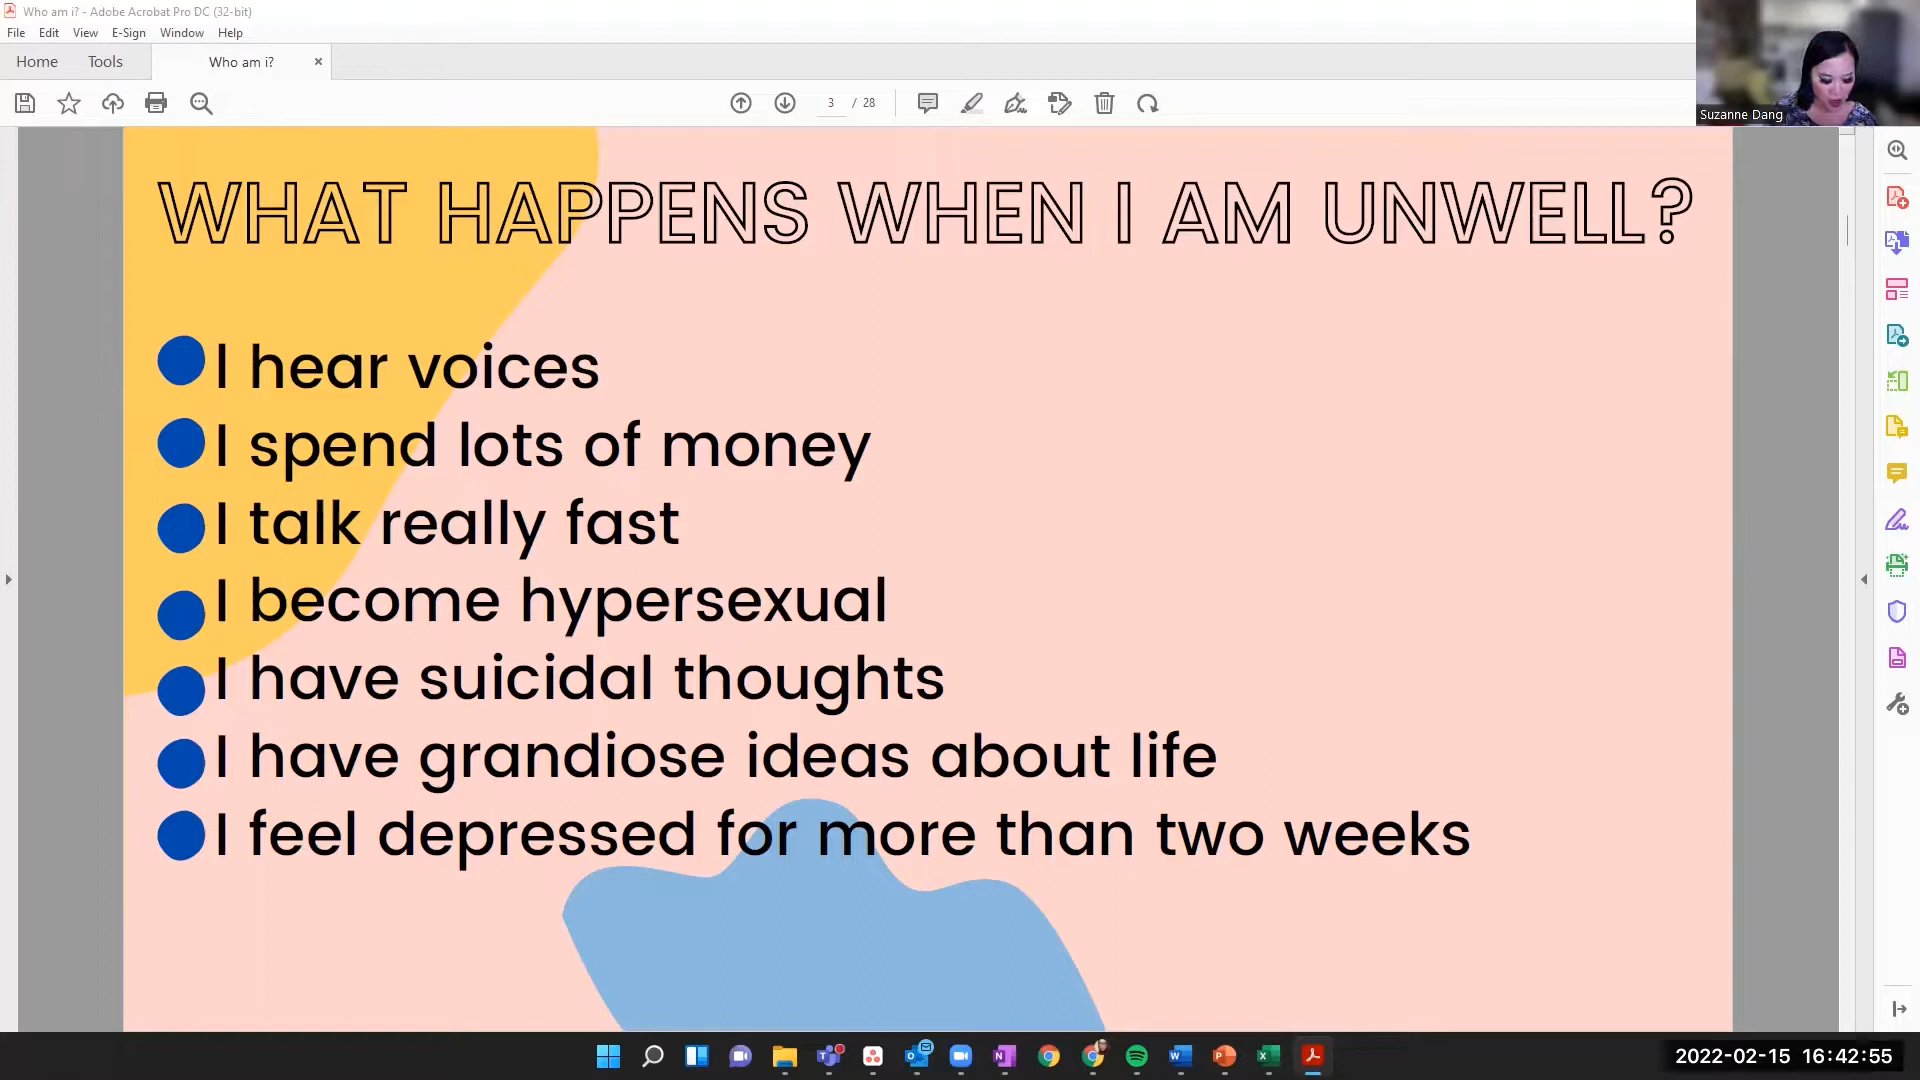 Who am i? - Adobe Acrobat Pro DC (32-bit)
File Edit View E-Sign Window Help
Home Tools Who am i? ×
3 / 28
Suzanne Dang
WHAT HAPPENS WHEN I AM UNWELL?
I hear voices
I spend lots of money
I talk really fast
I become hypersexual
I have suicidal thoughts
I have grandiose ideas about life
I feel depressed for more than two weeks
2022-02-15 16:42:55